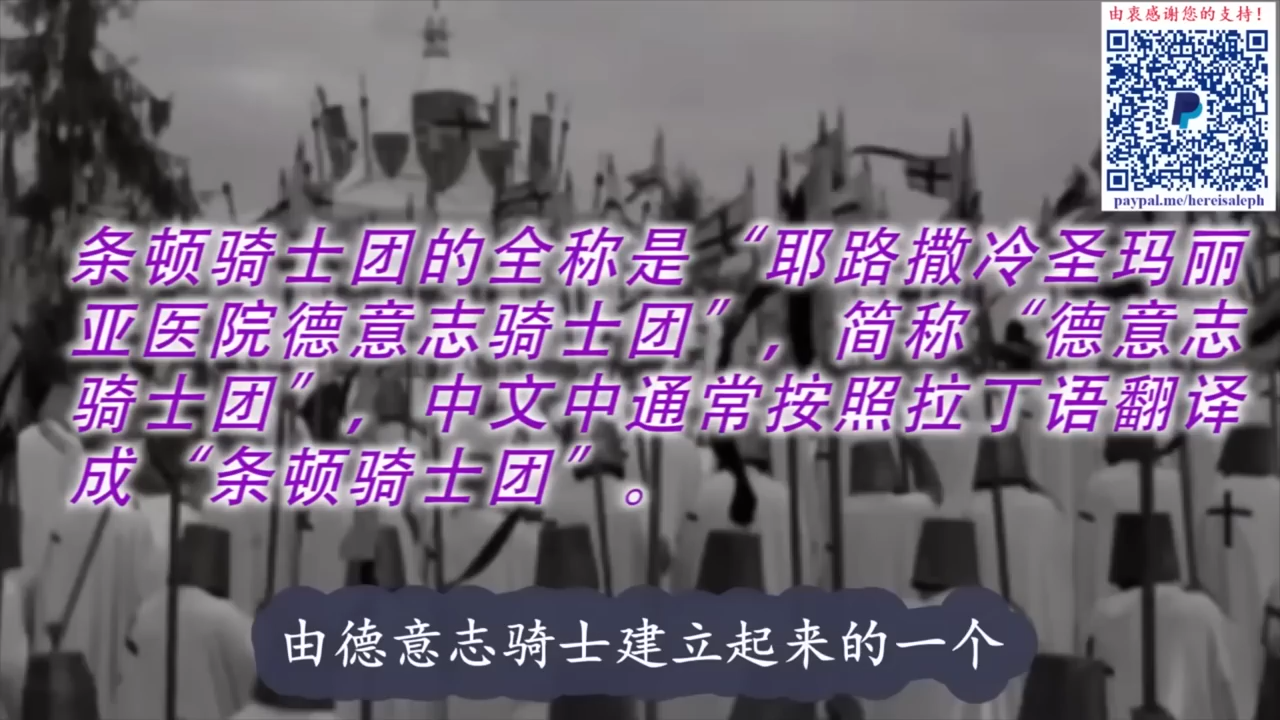 由衷感谢您的支持！
paypal.me/hereisaleph
条顿骑士团的全称是“耶路撒冷圣玛丽
亚医院德意志骑士团”，简称“德意志
骑士团”，中文中通常按照拉丁语翻译
成“条顿骑士团”。
由德意志骑士建立起来的一个